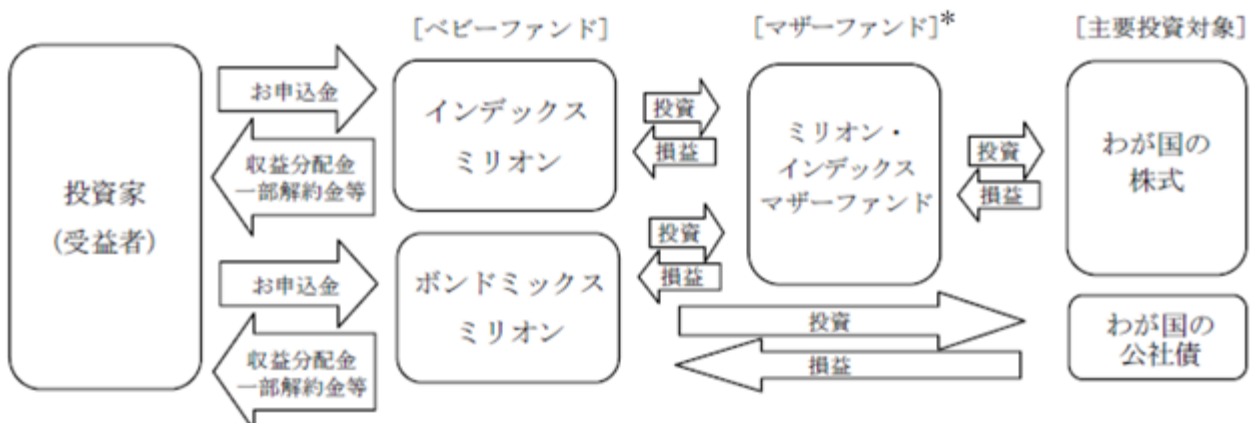 [ベビーファンド]
[マザーファンド]*
[主要投資対象]
投資家
(受益者)
お申込金
収益分配金
一部解約金等
お申込金
収益分配金
一部解約金等
インデックス
ミリオン
ボンドミックス
ミリオン
投資
損益
投資
損益
ミリオン・
インデックス
マザーファンド
投資
損益
わが国の
株式
投資
損益
わが国の
公社債